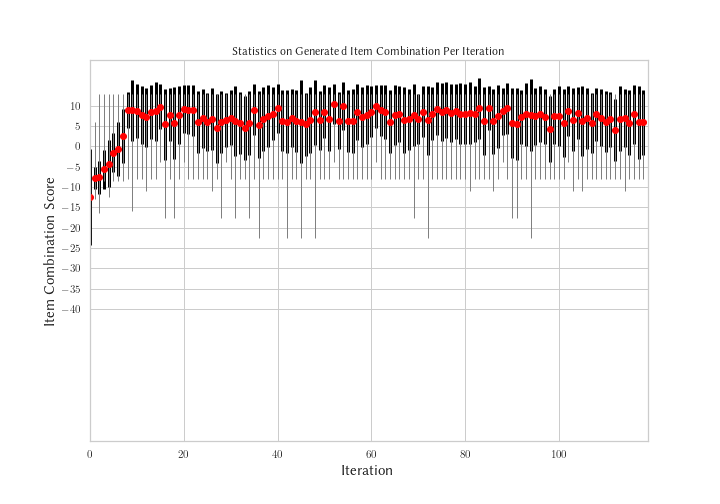 Statistics on Generated Item Combination Per Iteration
Item Combination Score
10
5
0
−5
−10
−15
−20
−25
−30
−35
−40
0 20 40 60 80 100
Iteration